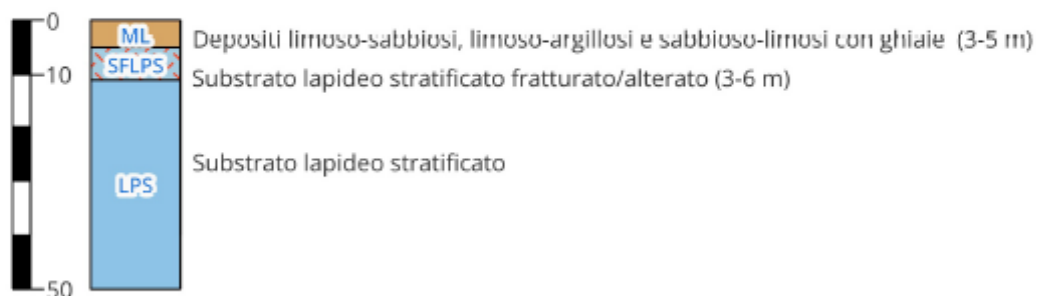 0
ML
Depositi limoso-sabbiosi, limoso-argillosi e sabbioso-limosi con ghiaie (3-5 m)
SFLPS
10
Substrato lapideo stratificato fratturato/alterato (3-6 m)
Substrato lapideo stratificato
LPS
50